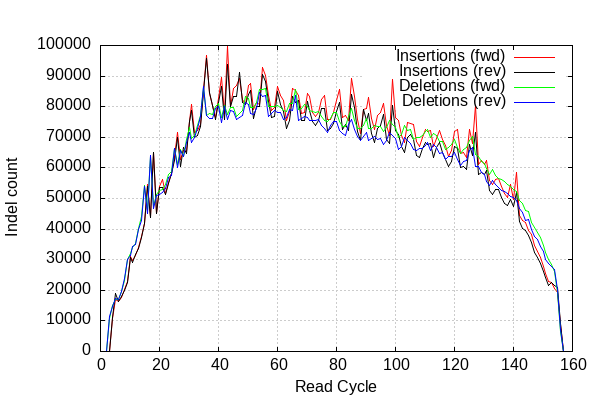 100000
90000
80000
70000
60000
50000
40000
30000
20000
10000
0
Indel count
Insertions (fwd)
Insertions (rev)
Deletions (fwd)
Deletions (rev)
0 20 40 60 80 100 120 140 160
Read Cycle